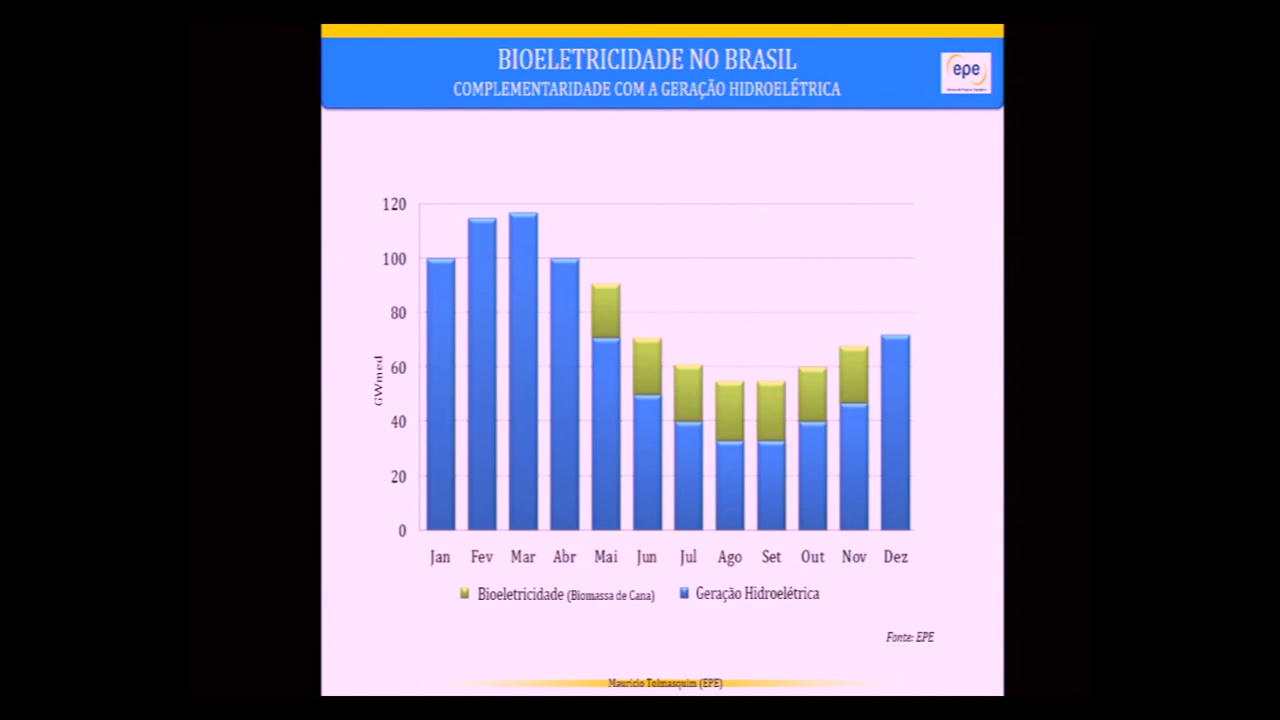 BIOELETRICIDADE NO BRASIL
COMPLEMENTARIDADE COM A GERAÇÃO HIDROELÉTRICA
epe
120
100
80
60
40
20
0
GWmed
Jan Fev Mar Abr Mai Jun Jul Ago Set Out Nov Dez
Bioeletricidade (Biomassa de Cana) Geração Hidroelétrica
Fonte: EPE
Mauricio Tolmasquim (EPE)